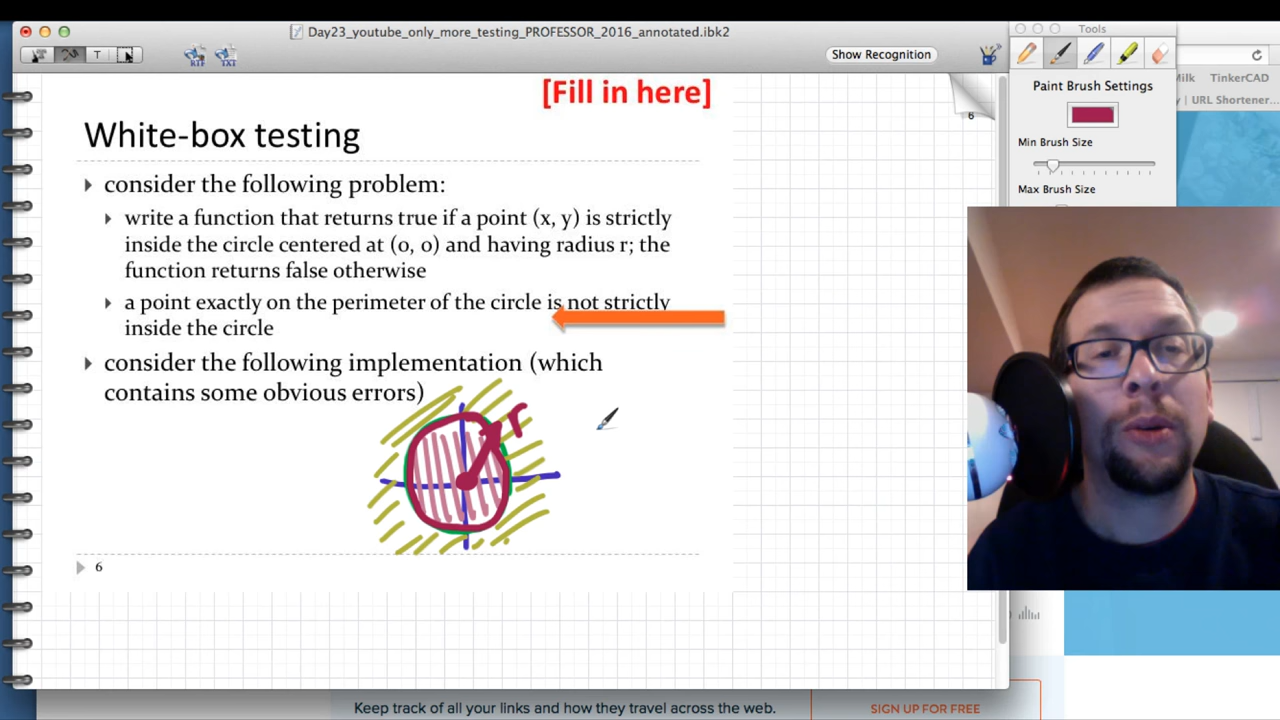 Day23_youtube_only_more_testing_PROFESSOR_2016_annotated.ibk2
Tools
T
RTF
TXT
Show Recognition
Milk
TinkerCAD
URL Shortener...
[Fill in here]
Paint Brush Settings
6
White-box testing
Min Brush Size
Max Brush Size
consider the following problem:
write a function that returns true if a point (x, y) is strictly
inside the circle centered at (0, 0) and having radius r; the
function returns false otherwise
a point exactly on the perimeter of the circle is not strictly
inside the circle
consider the following implementation (which
contains some obvious errors)
r
6
Keep track of all your links and how they travel across the web.
SIGN UP FOR FREE